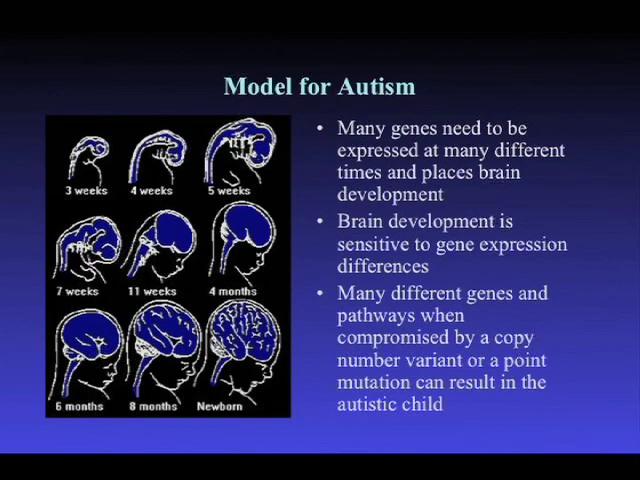 Model for Autism
3 weeks
4 weeks
5 weeks
7 weeks
11 weeks
4 months
6 months
8 months
Newborn
• Many genes need to be
expressed at many different
times and places brain
development
• Brain development is
sensitive to gene expression
differences
• Many different genes and
pathways when
compromised by a copy
number variant or a point
mutation can result in the
autistic child